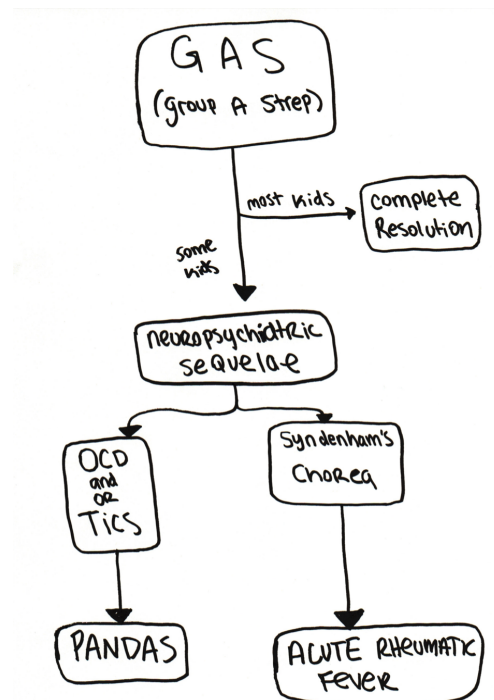 GAS
(group A strep)
most kids
complete
Resolution
some
kids
neuropsychiatric
sequelae
OCD
and
OR
Tics
Syndenham's
Chorea
PANDAS
ACUTE RHEUMATIC
FEVER